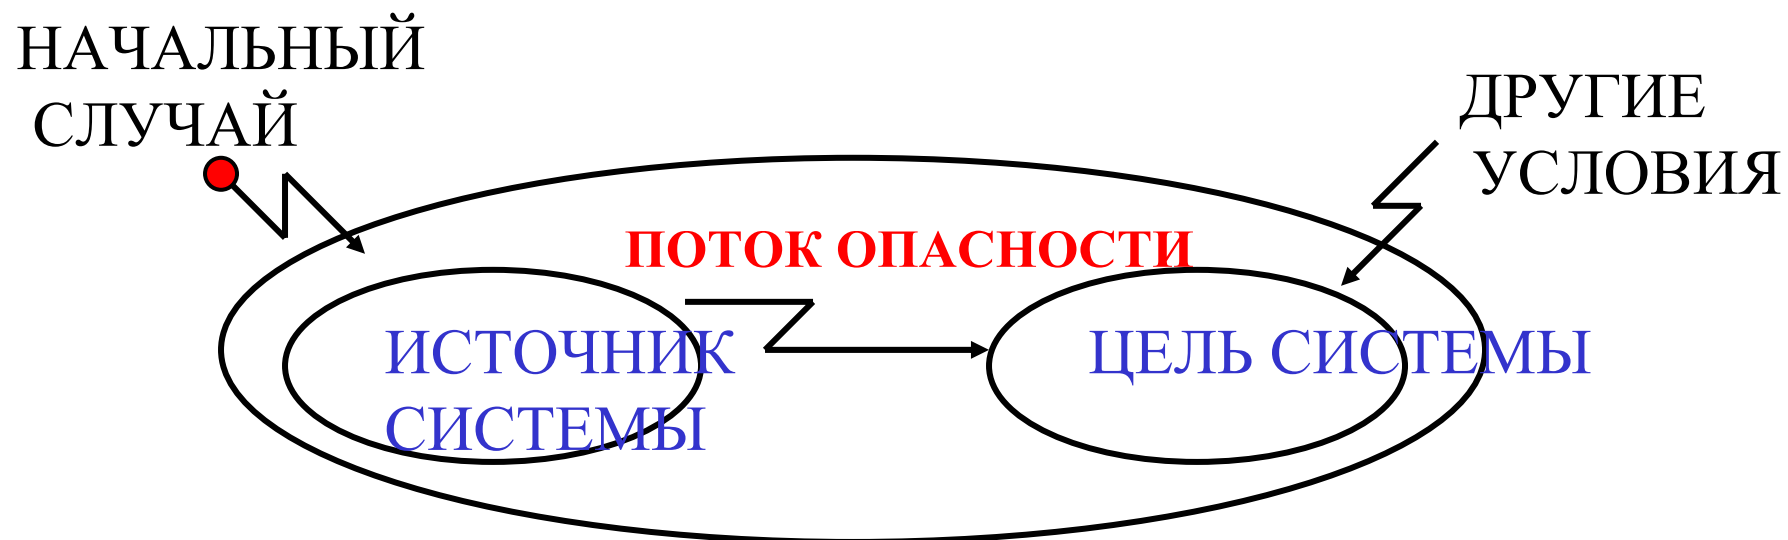 НАЧАЛЬНЫЙ
СЛУЧАЙ
ДРУГИЕ
УСЛОВИЯ
ПОТОК ОПАСНОСТИ
ИСТОЧНИК
СИСТЕМЫ
ЦЕЛЬ СИСТЕМЫ